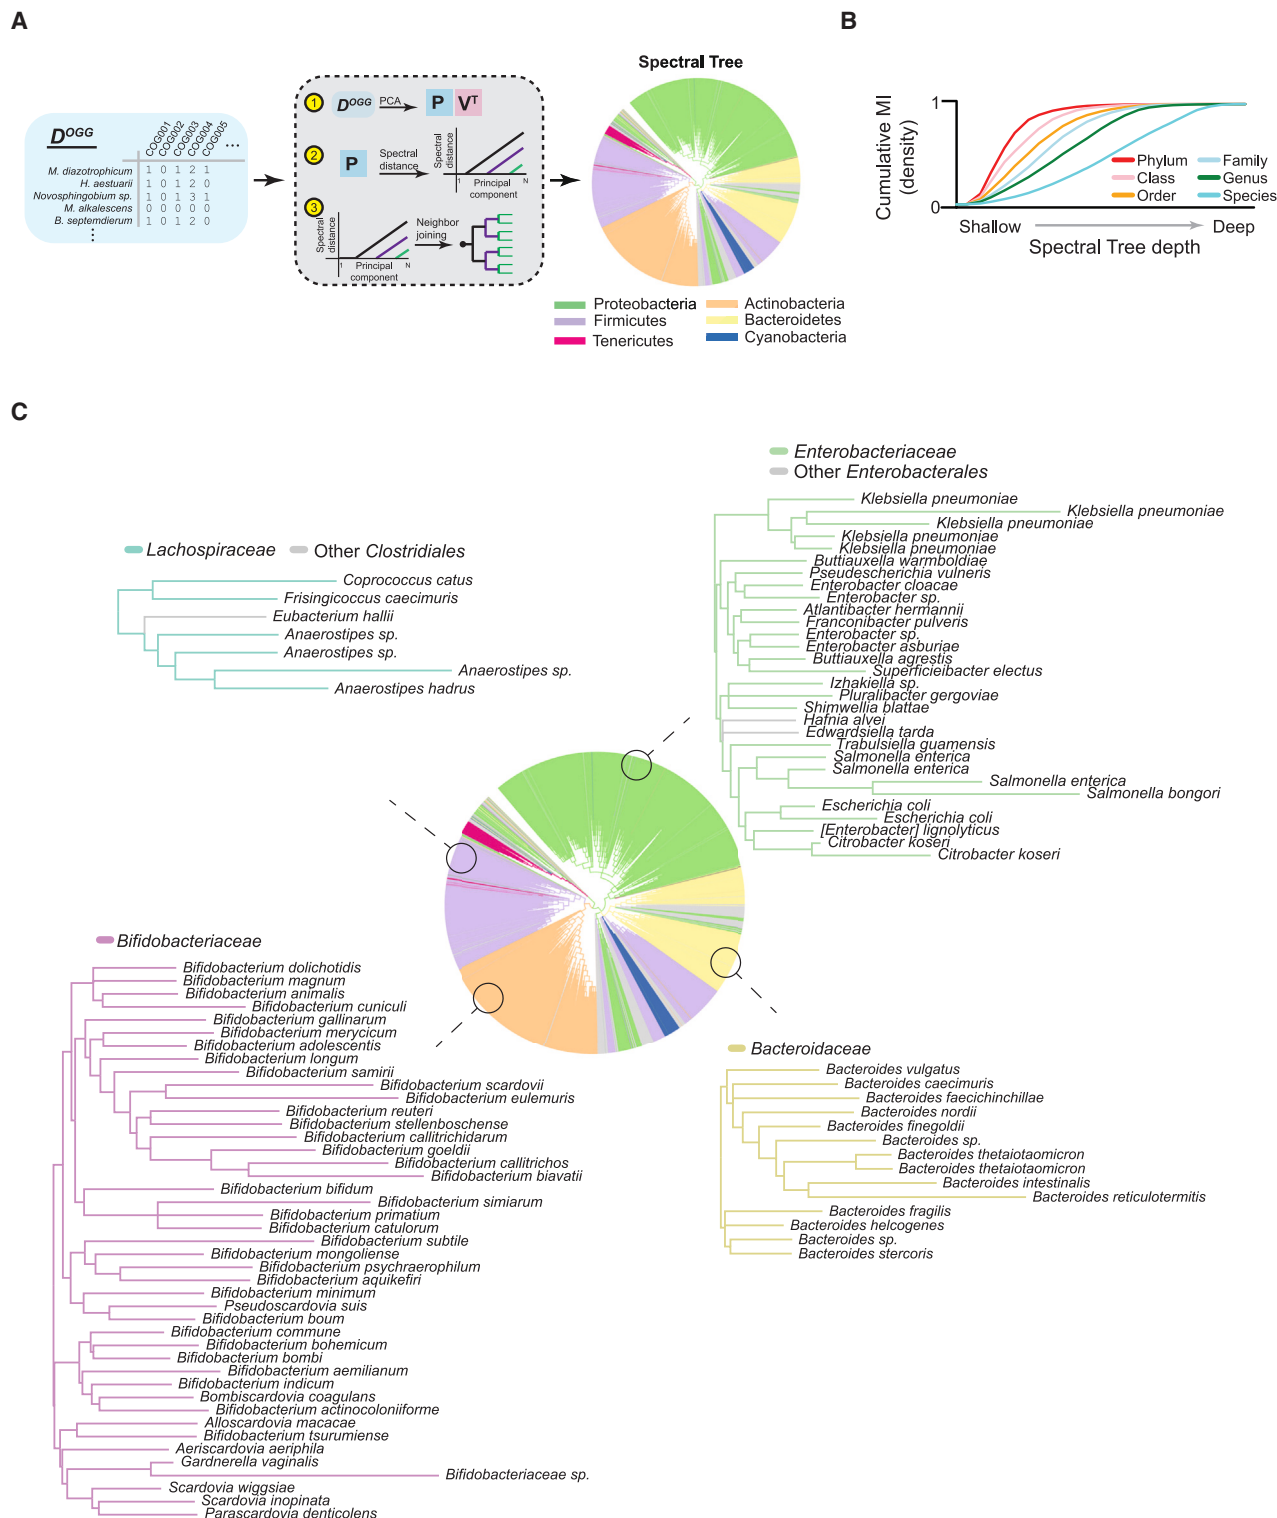 A
D^OGG
COG001
COG002
COG003
COG004
COG005
...
M. diazotrophicum 1 0 1 2 1
H. aestuarii 1 0 1 2 0
Novosphingobium sp. 1 0 1 3 1
M. alkalescens 0 0 0 0 0
B. septemdierum 1 0 1 2 0
1
D^OGG
PCA
P
V^T
2
P
Spectral
distance
Spectral
distance
1
N
Principal
component
3
Spectral
distance
1
N
Principal
component
Neighbor
joining
Spectral Tree
Proteobacteria
Firmicutes
Tenericutes
Actinobacteria
Bacteroidetes
Cyanobacteria
B
Cumulative MI
(density)
1
0
Phylum
Class
Order
Family
Genus
Species
Shallow
Deep
Spectral Tree depth
C
Lachospiraceae
Other Clostridiales
Coprococcus catus
Frisingicoccus caecimuris
Eubacterium hallii
Anaerostipes sp.
Anaerostipes sp.
Anaerostipes sp.
Anaerostipes hadrus
Enterobacteriaceae
Other Enterobacterales
Klebsiella pneumoniae
Klebsiella pneumoniae
Klebsiella pneumoniae
Klebsiella pneumoniae
Klebsiella pneumoniae
Buttiauxella warmboldiae
Pseudescherichia vulneris
Enterobacter cloacae
Enterobacter sp.
Atlantibacter hermannii
Franconibacter pulveris
Enterobacter sp.
Enterobacter asburiae
Buttiauxella agrestis
Superficieibacter electus
Izhakiella sp.
Pluralibacter gergoviae
Shimwellia blattae
Hafnia alvei
Edwardsiella tarda
Trabulsiella guamensis
Salmonella enterica
Salmonella enterica
Salmonella enterica
Salmonella bongori
Escherichia coli
Escherichia coli
[Enterobacter] lignolyticus
Citrobacter koseri
Citrobacter koseri
Bifidobacteriaceae
Bifidobacterium dolichotidis
Bifidobacterium magnum
Bifidobacterium animalis
Bifidobacterium cuniculi
Bifidobacterium gallinarum
Bifidobacterium merycicum
Bifidobacterium adolescentis
Bifidobacterium longum
Bifidobacterium samirii
Bifidobacterium scardovii
Bifidobacterium eulemuris
Bifidobacterium reuteri
Bifidobacterium stellenboschense
Bifidobacterium callitrichidarum
Bifidobacterium goeldii
Bifidobacterium callitrichos
Bifidobacterium biavatii
Bifidobacterium bifidum
Bifidobacterium simiarum
Bifidobacterium primatium
Bifidobacterium catulorum
Bifidobacterium subtile
Bifidobacterium mongoliense
Bifidobacterium psychraerophilum
Bifidobacterium aquikefiri
Bifidobacterium minimum
Pseudoscardovia suis
Bifidobacterium boum
Bifidobacterium commune
Bifidobacterium bohemicum
Bifidobacterium bombi
Bifidobacterium aemilianum
Bifidobacterium indicum
Bombiscardovia coagulans
Bifidobacterium actinocoloniiforme
Alloscardovia macacae
Bifidobacterium tsurumiense
Aeriscardovia aeriphila
Gardnerella vaginalis
Bifidobacteriaceae sp.
Scardovia wiggsiae
Scardovia inopinata
Parascardovia denticolens
Bacteroidaceae
Bacteroides vulgatus
Bacteroides caecimuris
Bacteroides faecichinchillae
Bacteroides nordii
Bacteroides finegoldii
Bacteroides sp.
Bacteroides thetaiotaomicron
Bacteroides thetaiotaomicron
Bacteroides intestinalis
Bacteroides reticulotermitis
Bacteroides fragilis
Bacteroides helcogenes
Bacteroides sp.
Bacteroides stercoris